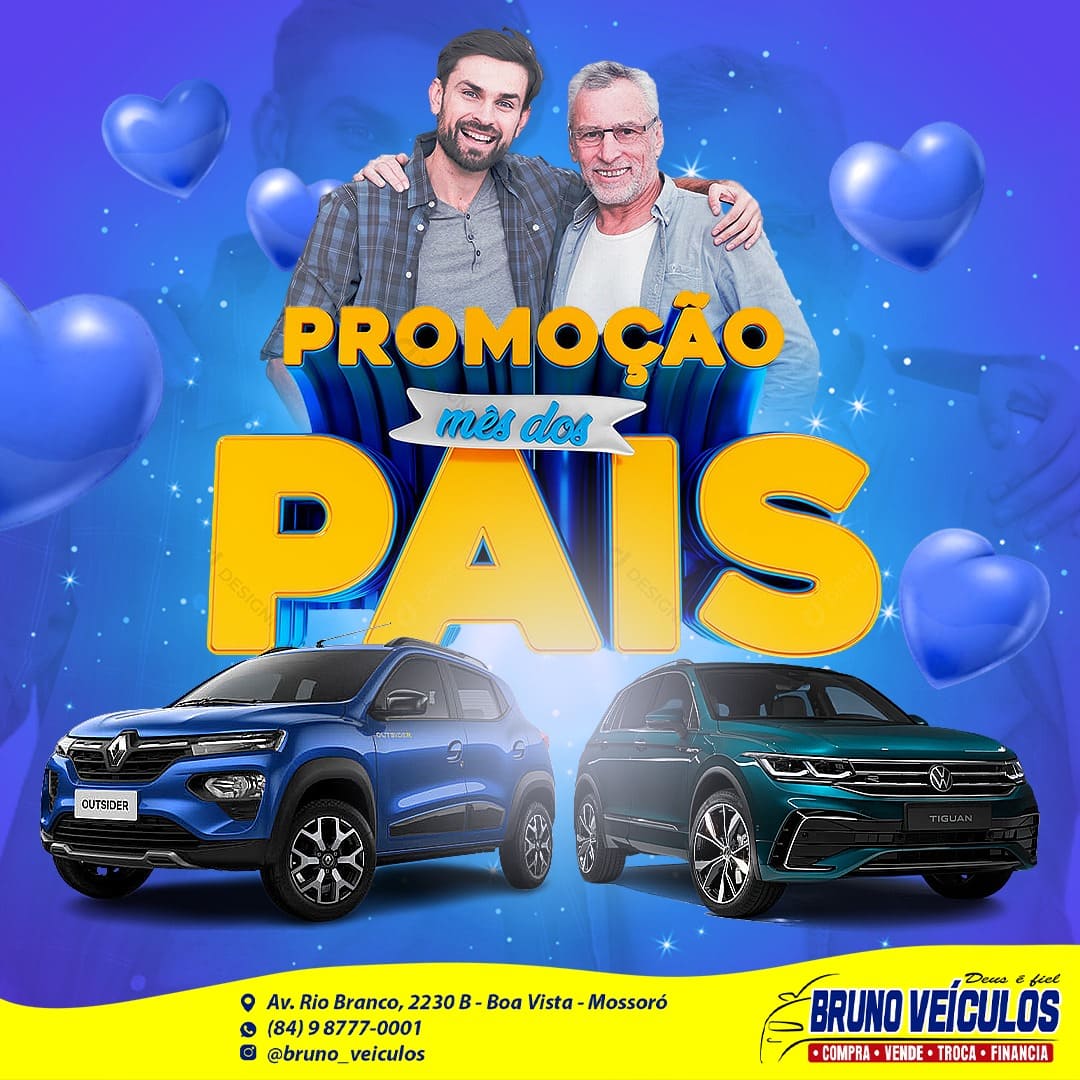 PROMOÇÃO
mês dos
PAIS
OUTSIDER
OUTSIDER
TIGUAN
Av. Rio Branco, 2230 B - Boa Vista - Mossoró
(84) 9 8777-0001
@bruno_veiculos
Deus é fiel
BRUNO VEÍCULOS
• COMPRA • VENDE • TROCA • FINANCIA